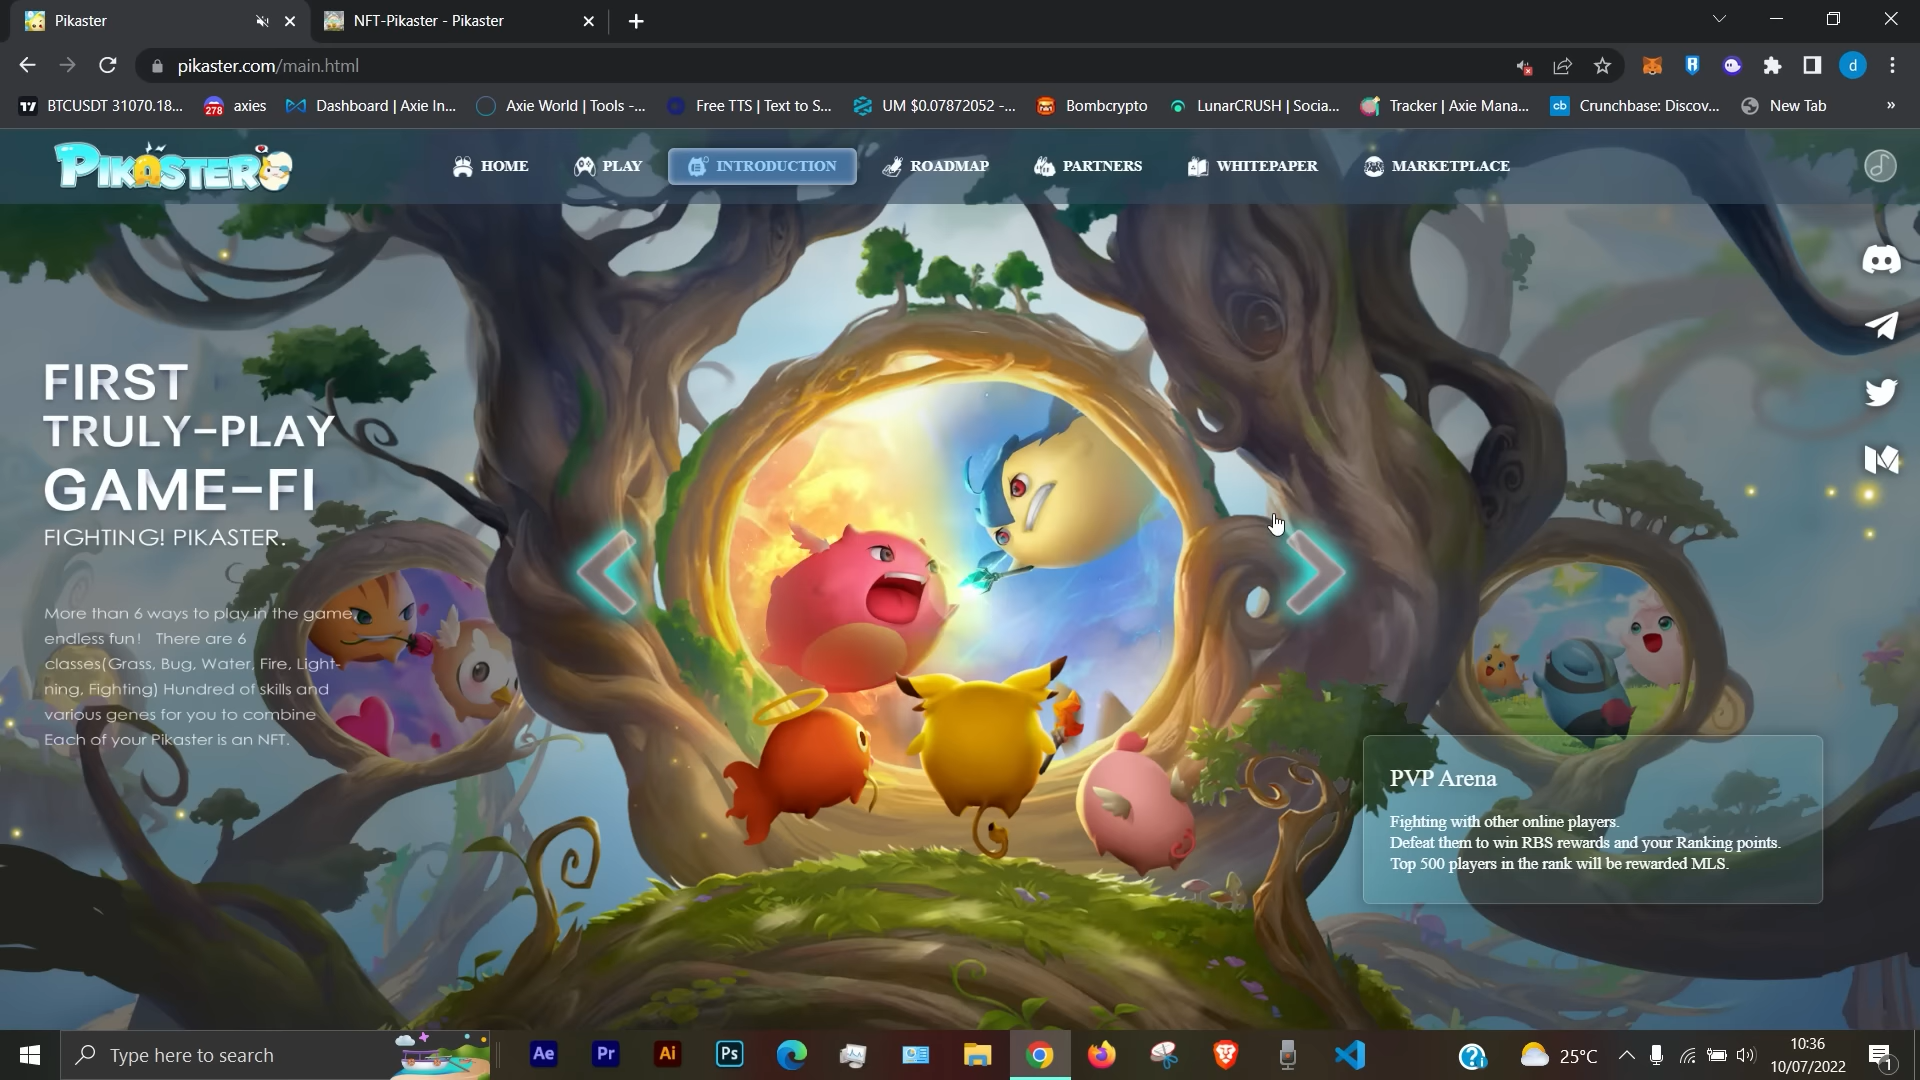 Pikaster
NFT-Pikaster - Pikaster
pikaster.com/main.html
d
BTCUSDT 31070.18...
278
axies
Dashboard | Axie In...
Axie World | Tools -...
Free TTS | Text to S...
UM $0.07872052 -...
Bombcrypto
LunarCRUSH | Socia...
Tracker | Axie Mana...
cb
Crunchbase: Discov...
New Tab
»
PIKASTER
HOME
PLAY
INTRODUCTION
ROADMAP
PARTNERS
WHITEPAPER
MARKETPLACE
FIRST
TRULY-PLAY
GAME-FI
FIGHTING! PIKASTER.
More than 6 ways to play in the game,
endless fun! There are 6
classes(Grass, Bug, Water, Fire, Light-
ning, Fighting) Hundred of skills and
various genes for you to combine
Each of your Pikaster is an NFT.
PVP Arena
Fighting with other online players.
Defeat them to win RBS rewards and your Ranking points.
Top 500 players in the rank will be rewarded MLS.
Type here to search
Ae
Pr
Ai
Ps
25°C
10:36
10/07/2022
1